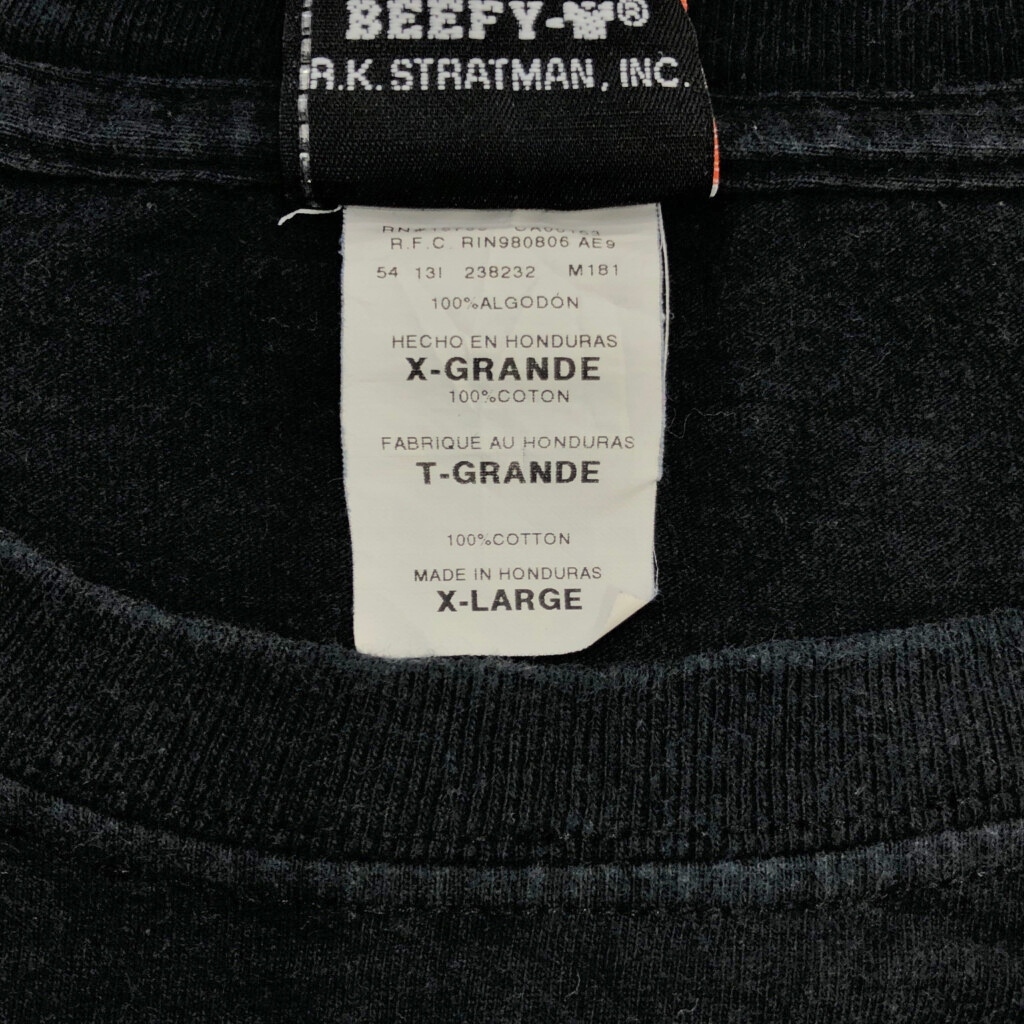 BEEFY-T®
R.K. STRATMAN, INC.
R.F.C. RIN980806 AE9
54 13I 238232 M181
100%ALGODÓN
HECHO EN HONDURAS
X-GRANDE
100%COTON
FABRIQUE AU HONDURAS
T-GRANDE
100%COTTON
MADE IN HONDURAS
X-LARGE